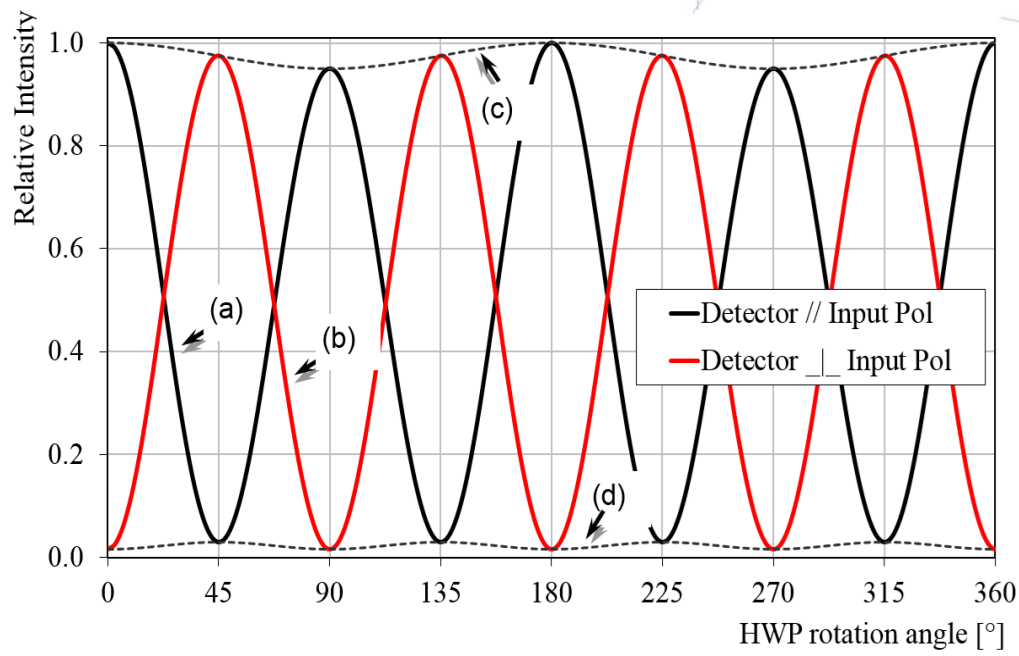 Relative Intensity
1.0
0.8
0.6
0.4
0.2
0.0
(a)
(b)
(c)
(d)
Detector // Input Pol
Detector _|_ Input Pol
0 45 90 135 180 225 270 315 360
HWP rotation angle [°]